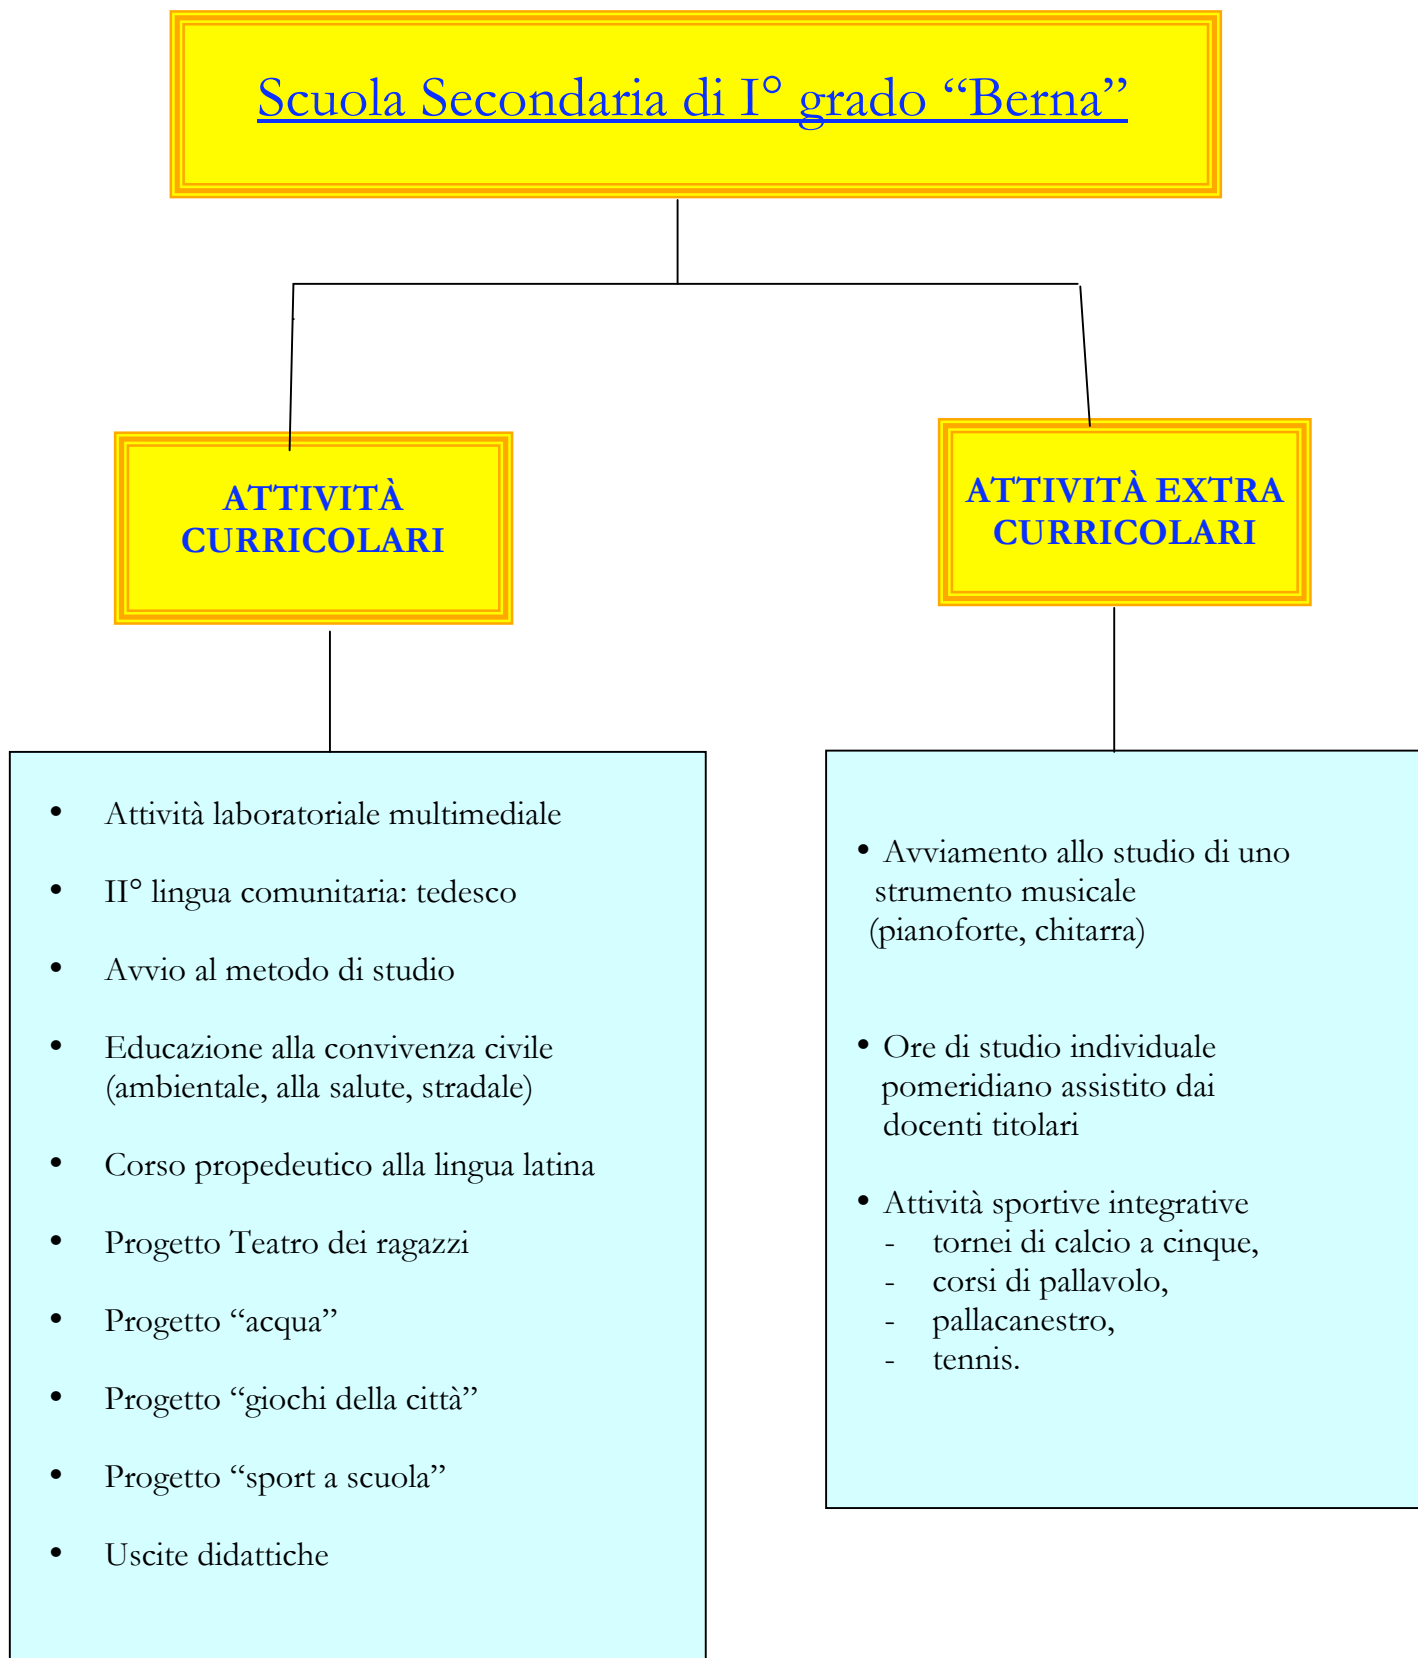 Scuola Secondaria di I° grado “Berna”
ATTIVITÀ
CURRICOLARI
ATTIVITÀ EXTRA
CURRICOLARI
• Attività laboratoriale multimediale
• II° lingua comunitaria: tedesco
• Avvio al metodo di studio
• Educazione alla convivenza civile
(ambientale, alla salute, stradale)
• Corso propedeutico alla lingua latina
• Progetto Teatro dei ragazzi
• Progetto “acqua”
• Progetto “giochi della città”
• Progetto “sport a scuola”
• Uscite didattiche
• Avviamento allo studio di uno
strumento musicale
(pianoforte, chitarra)
• Ore di studio individuale
pomeridiano assistito dai
docenti titolari
• Attività sportive integrative
- tornei di calcio a cinque,
- corsi di pallavolo,
- pallacanestro,
- tennis.